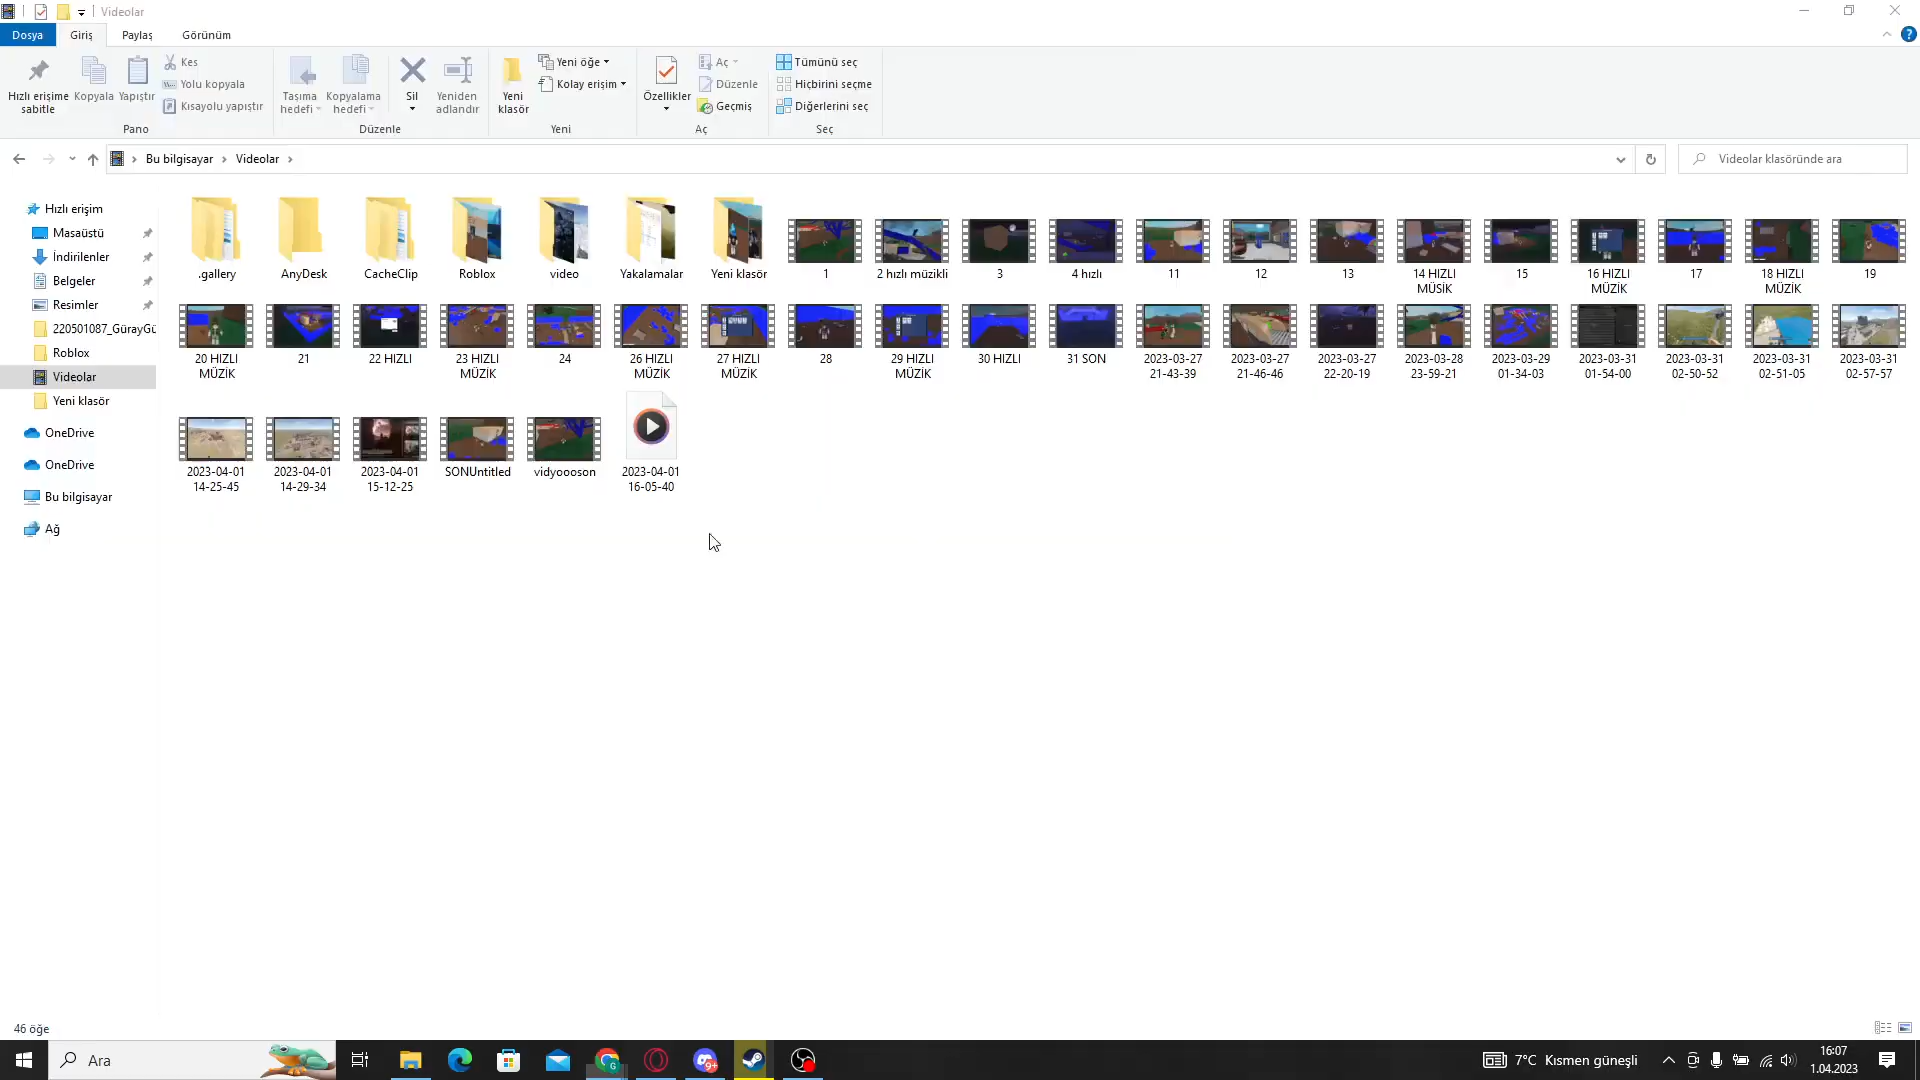 Videolar
Dosya
Giriş
Paylaş
Görünüm
Hızlı erişime
sabitle
Kopyala
Yapıştır
Kes
Yolu kopyala
Kısayolu yapıştır
Pano
Taşıma
hedefi
Kopyalama
hedefi
Sil
Yeniden
adlandır
Düzenle
Yeni
klasör
Yeni öğe
Kolay erişim
Yeni
Özellikler
Aç
Düzenle
Geçmiş
Aç
Tümünü seç
Hiçbirini seçme
Diğerlerini seç
Seç
Bu bilgisayar
Videolar
Videolar klasöründe ara
Hızlı erişim
Masaüstü
İndirilenler
Belgeler
Resimler
220501087_GürayGü
Roblox
Videolar
Yeni klasör
OneDrive
OneDrive
Bu bilgisayar
Ağ
.gallery
AnyDesk
CacheClip
Roblox
video
Yakalamalar
Yeni klasör
1
2 hızlı müzikli
3
4 hızlı
11
12
13
14 HIZLI
MÜSİK
15
16 HIZLI
MÜZİK
17
18 HIZLI
MÜZİK
19
20 HIZLI
MÜZİK
21
22 HIZLI
23 HIZLI
MÜZİK
24
26 HIZLI
MÜZİK
27 HIZLI
MÜZİK
28
29 HIZLI
MÜZİK
30 HIZLI
31 SON
2023-03-27
21-43-39
2023-03-27
21-46-46
2023-03-27
22-20-19
2023-03-28
23-59-21
2023-03-29
01-34-03
2023-03-31
01-54-00
2023-03-31
02-50-52
2023-03-31
02-51-05
2023-03-31
02-57-57
2023-04-01
14-25-45
2023-04-01
14-29-34
2023-04-01
15-12-25
SONUntitled
vidyoooson
2023-04-01
16-05-40
46 öğe
Ara
9+
7°C Kısmen güneşli
16:07
1.04.2023